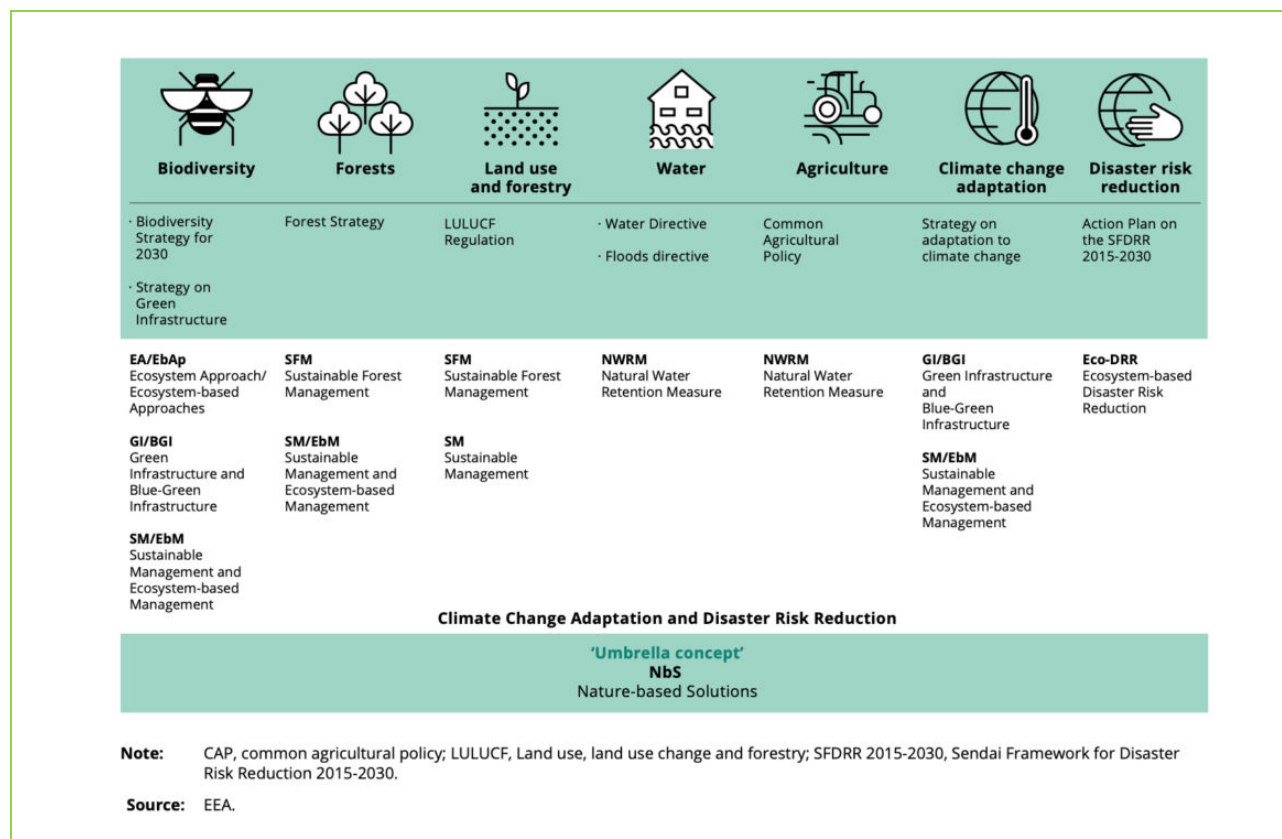 Biodiversity
Forests
Land use
and forestry
Water
Agriculture
Climate change
adaptation
Disaster risk
reduction
· Biodiversity
Strategy for
2030
· Strategy on
Green
Infrastructure
Forest Strategy
LULUCF
Regulation
· Water Directive
· Floods directive
Common
Agricultural
Policy
Strategy on
adaptation to
climate change
Action Plan on
the SFDRR
2015-2030
EA/EbAp
Ecosystem Approach/
Ecosystem-based
Approaches
GI/BGI
Green
Infrastructure and
Blue-Green
Infrastructure
SM/EbM
Sustainable
Management and
Ecosystem-based
Management
SFM
Sustainable Forest
Management
SM/EbM
Sustainable
Management and
Ecosystem-based
Management
SFM
Sustainable Forest
Management
SM
Sustainable
Management
NWRM
Natural Water
Retention Measure
NWRM
Natural Water
Retention Measure
GI/BGI
Green Infrastructure
and
Blue-Green
Infrastructure
SM/EbM
Sustainable
Management and
Ecosystem-based
Management
Eco-DRR
Ecosystem-based
Disaster Risk
Reduction
Climate Change Adaptation and Disaster Risk Reduction
‘Umbrella concept’
NbS
Nature-based Solutions
Note: CAP, common agricultural policy; LULUCF, Land use, land use change and forestry; SFDRR 2015-2030, Sendai Framework for Disaster
Risk Reduction 2015-2030.
Source: EEA.